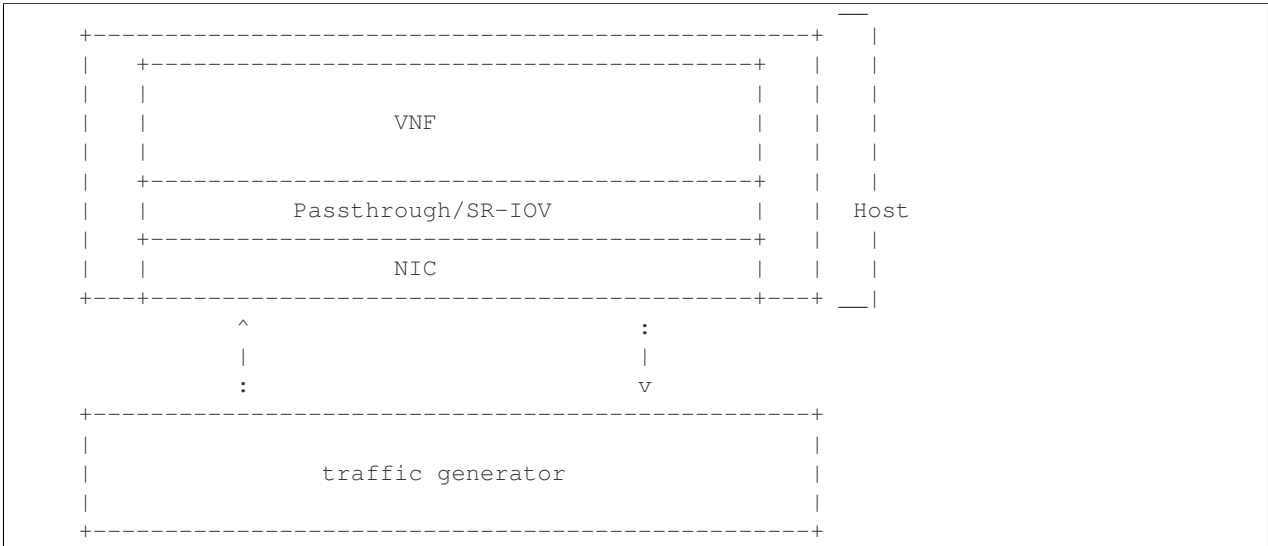 VNF
Passthrough/SR-IOV
Host
NIC
traffic generator